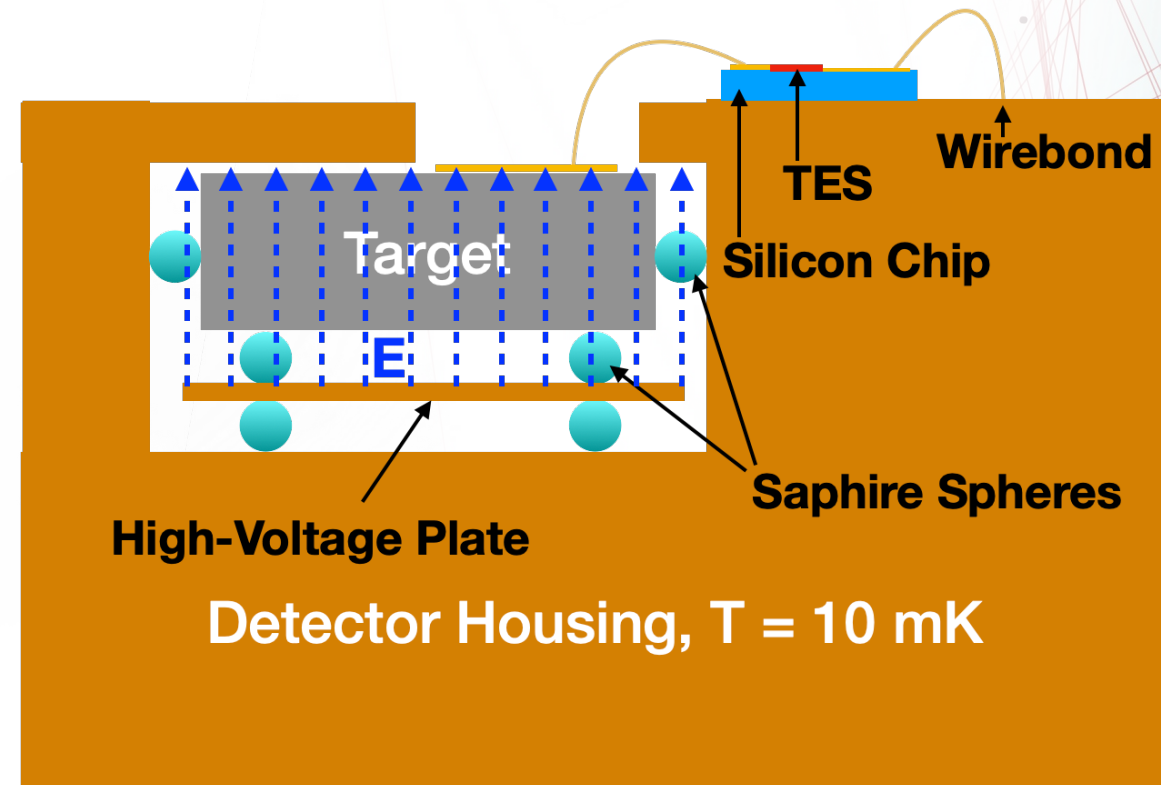 Wirebond
TES
Target
Silicon Chip
E
Saphire Spheres
High-Voltage Plate
Detector Housing, T = 10 mK